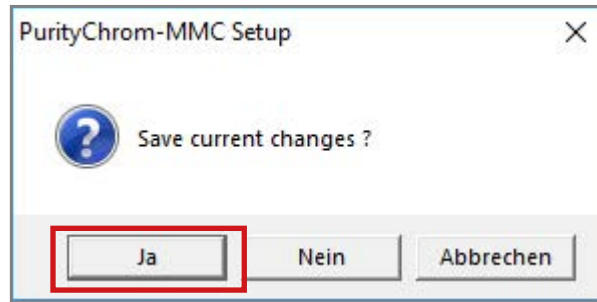 PurityChrom-MMC Setup
Save current changes ?
Ja Nein Abbrechen